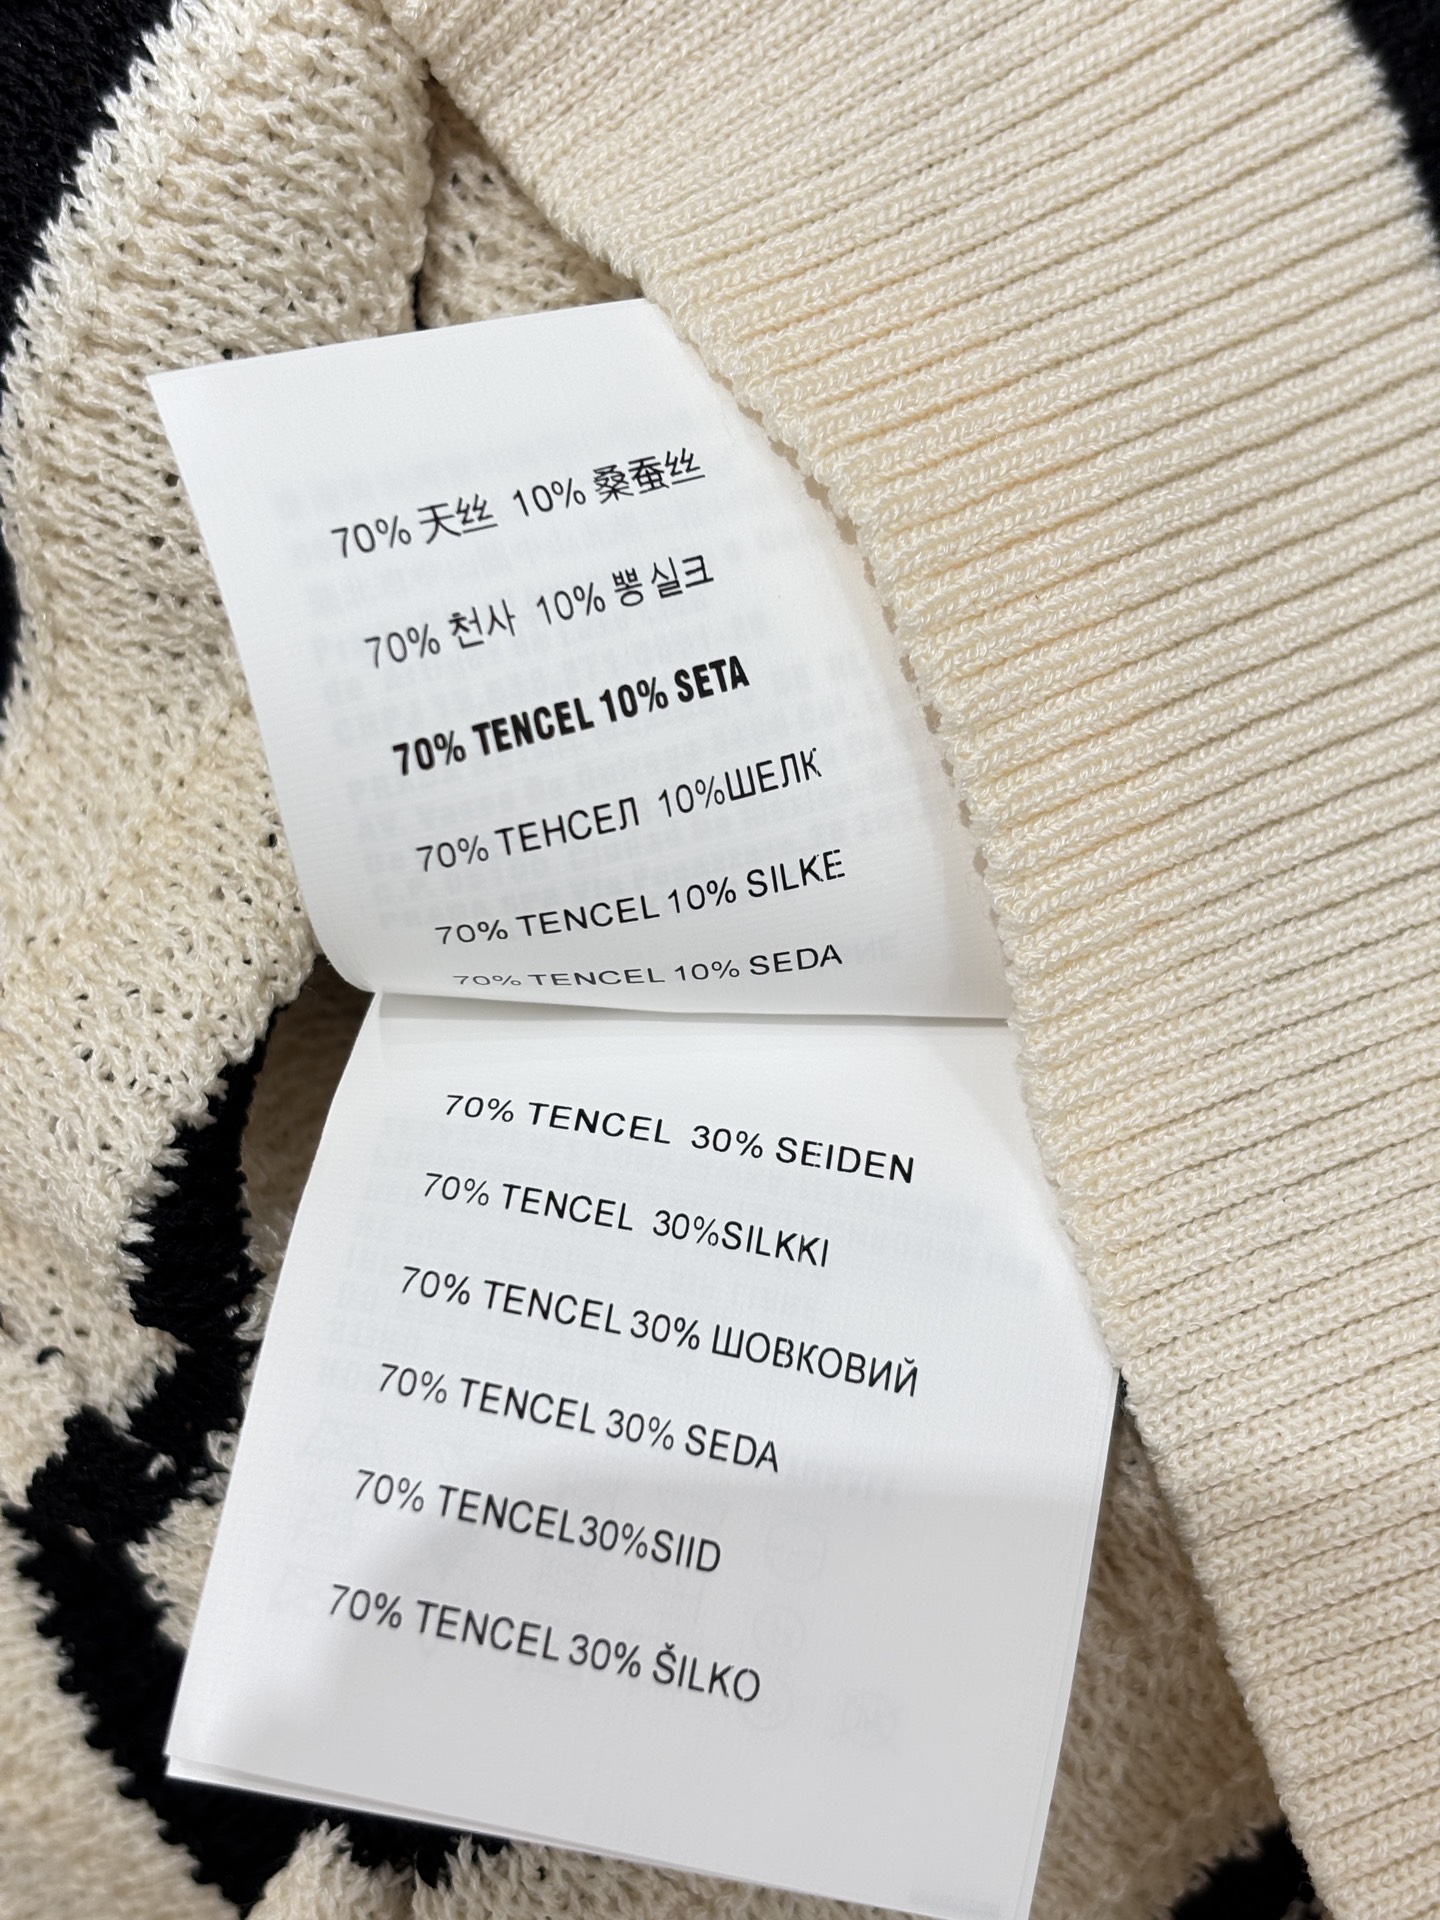 70% 天丝 10% 桑蚕丝
70% 천사 10% 뽕 실크
70% TENCEL 10% SETA
70% ТЕНСЕЛ 10%ШЕЛК
70% TENCEL 10% SILKE
70% TENCEL 10% SEDA
70% TENCEL 30% SEIDEN
70% TENCEL 30%SILKKI
70% TENCEL 30% ШОВКОВИЙ
70% TENCEL 30% SEDA
70% TENCEL30%SIID
70% TENCEL 30% ŠILKO